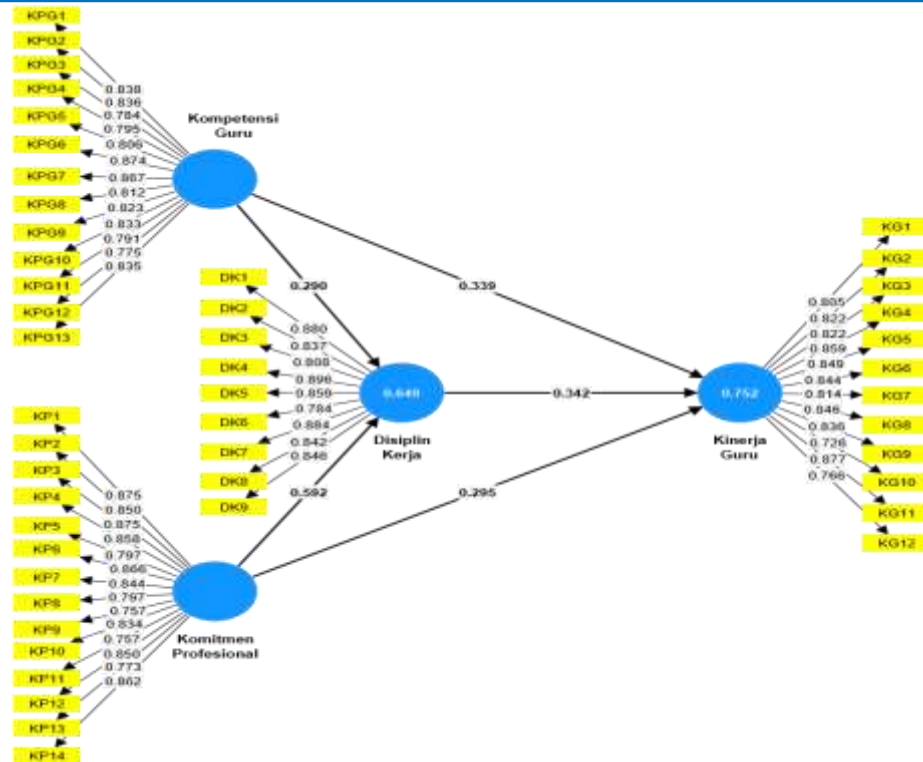 KPG1
KPG2
KPG3
KPG4
KPG5
KPG6
KPG7
KPG8
KPG9
KPG10
KPG11
KPG12
KPG13
0.838
0.836
0.784
0.795
0.806
0.874
0.867
0.812
0.823
0.833
0.791
0.775
0.835
Kompetensi
Guru
0.290
0.339
DK1
DK2
DK3
DK4
DK5
DK6
DK7
DK8
DK9
0.880
0.837
0.808
0.896
0.859
0.784
0.884
0.842
0.846
0.640
Disiplin
Kerja
0.342
0.592
0.295
KP1
KP2
KP3
KP4
KP5
KP6
KP7
KP8
KP9
KP10
KP11
KP12
KP13
KP14
0.875
0.850
0.875
0.858
0.797
0.866
0.844
0.797
0.757
0.834
0.757
0.850
0.773
0.862
Komitmen
Profesional
0.752
Kinerja
Guru
0.805
0.822
0.822
0.859
0.849
0.844
0.814
0.846
0.836
0.726
0.877
0.766
KG1
KG2
KG3
KG4
KG5
KG6
KG7
KG8
KG9
KG10
KG11
KG12